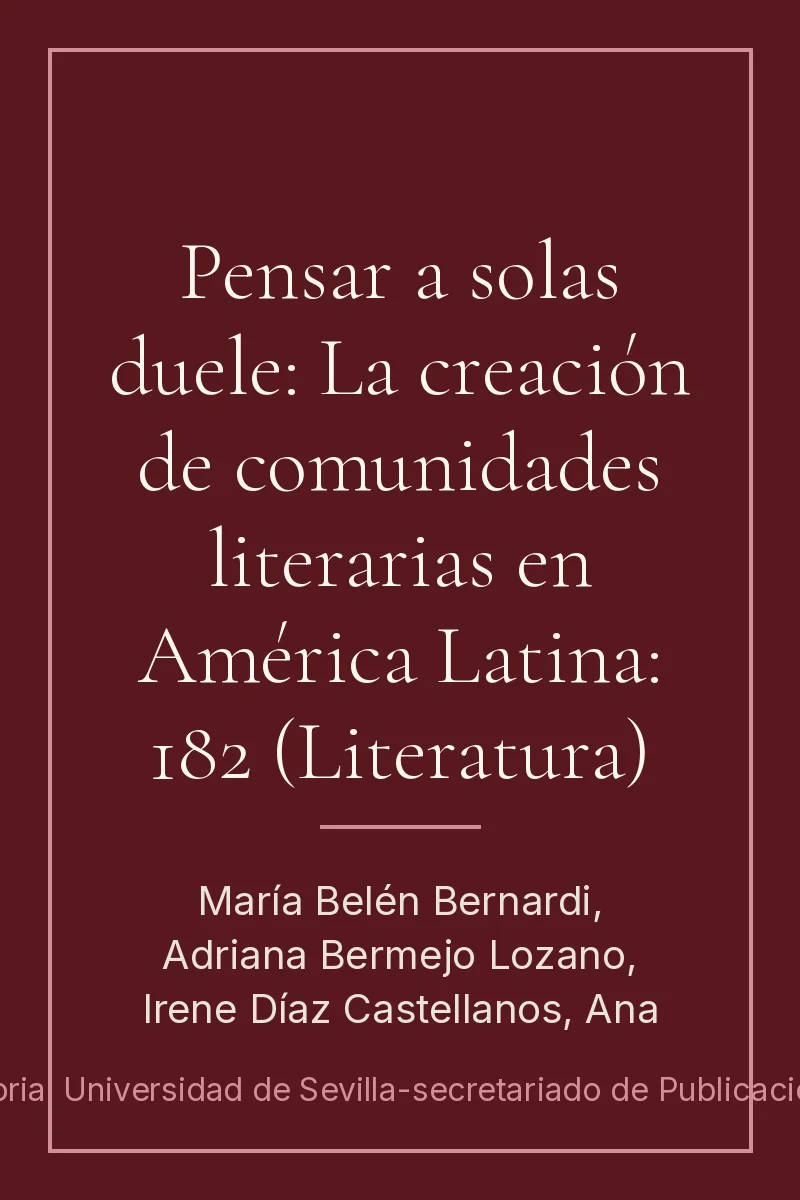 Pensar a solas
duele: La creación
de comunidades
literarias en
América Latina:
182 (Literatura)
María Belén Bernardi,
Adriana Bermejo Lozano,
Irene Díaz Castellanos, Ana
Universidad de Sevilla-secretariado de